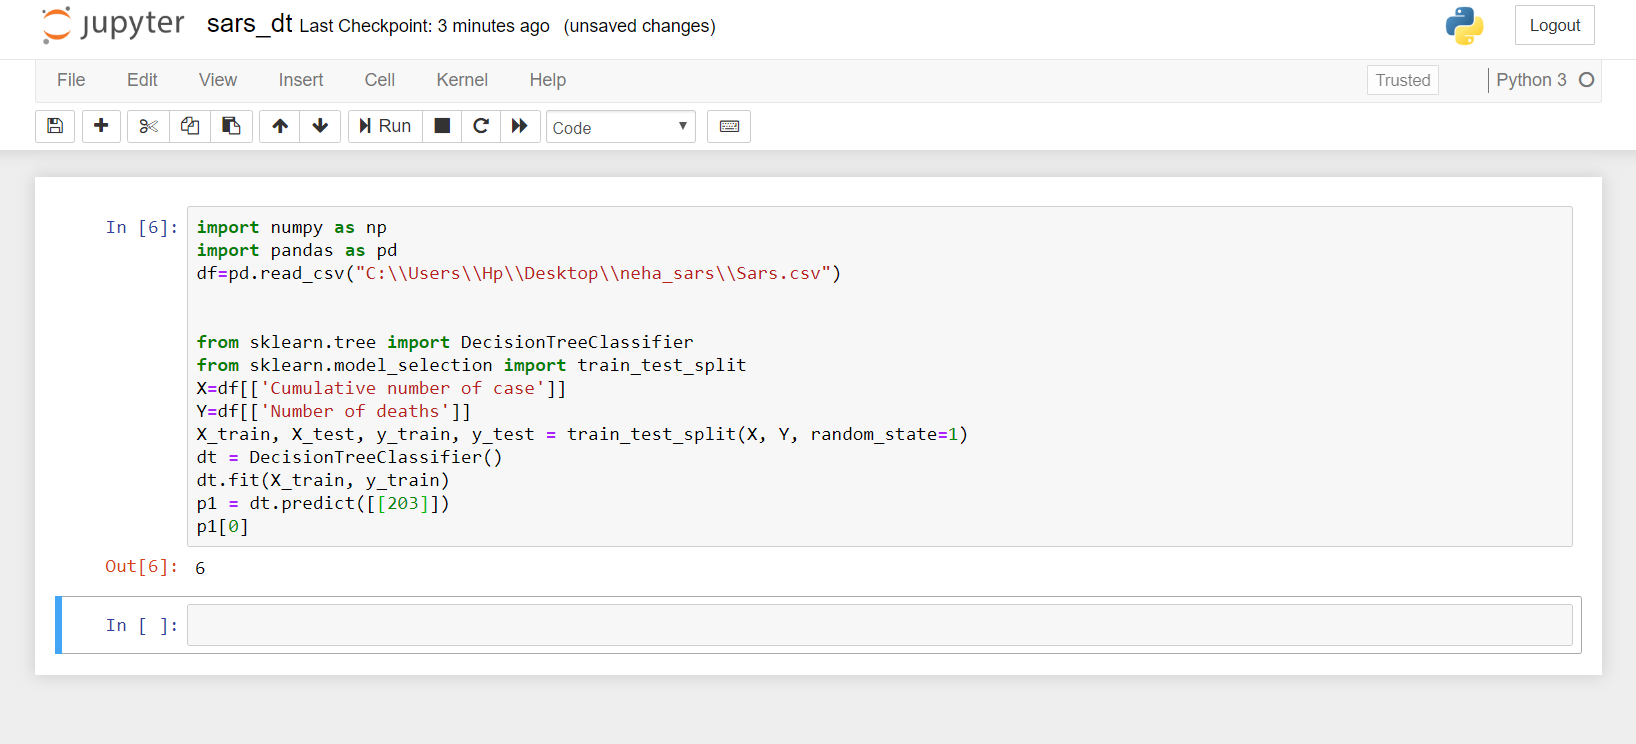 jupyter sars_dt Last Checkpoint: 3 minutes ago (unsaved changes) Logout
File Edit View Insert Cell Kernel Help Trusted Python 3
Run Code
In [6]:
import numpy as np
import pandas as pd
df=pd.read_csv("C:\\Users\\Hp\\Desktop\\neha_sars\\Sars.csv")
from sklearn.tree import DecisionTreeClassifier
from sklearn.model_selection import train_test_split
X=df[['Cumulative number of case']]
Y=df[['Number of deaths']]
X_train, X_test, y_train, y_test = train_test_split(X, Y, random_state=1)
dt = DecisionTreeClassifier()
dt.fit(X_train, y_train)
p1 = dt.predict([[203]])
p1[0]
Out[6]: 6
In [ ]: